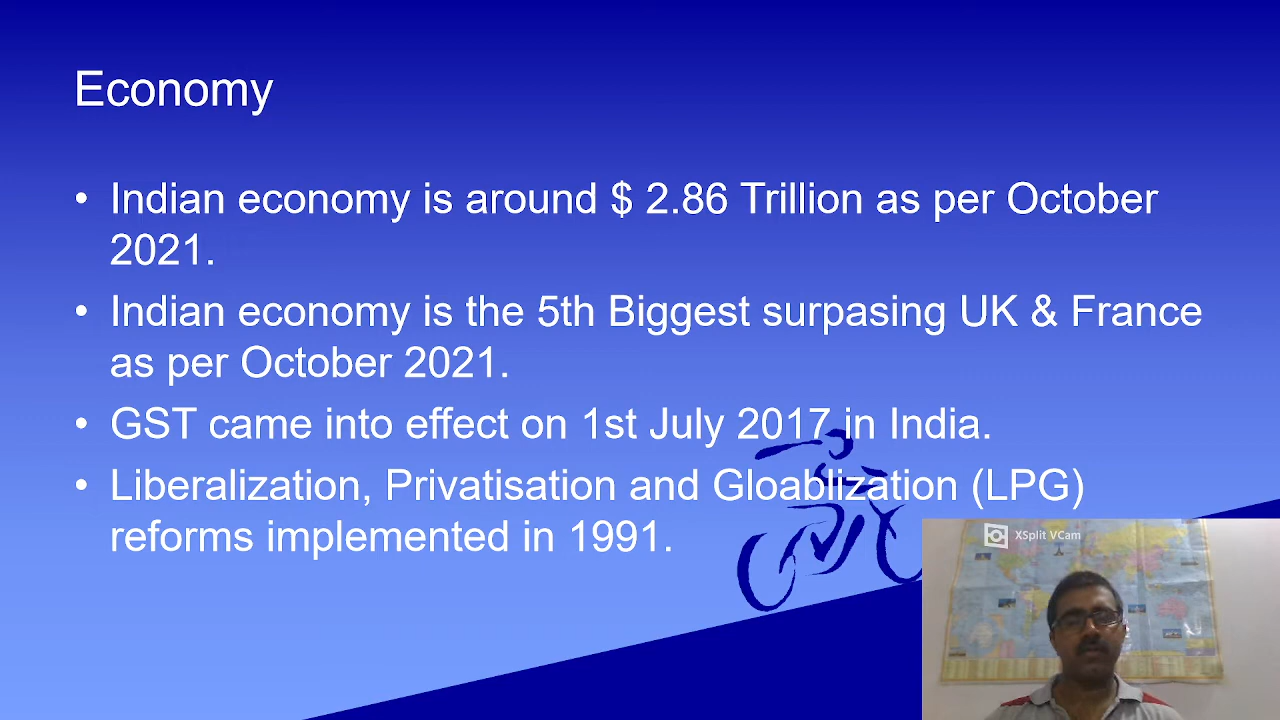 Economy
• Indian economy is around $ 2.86 Trillion as per October
2021.
• Indian economy is the 5th Biggest surpasing UK & France
as per October 2021.
• GST came into effect on 1st July 2017 in India.
• Liberalization, Privatisation and Gloablization (LPG)
reforms implemented in 1991.
XSplit VCam